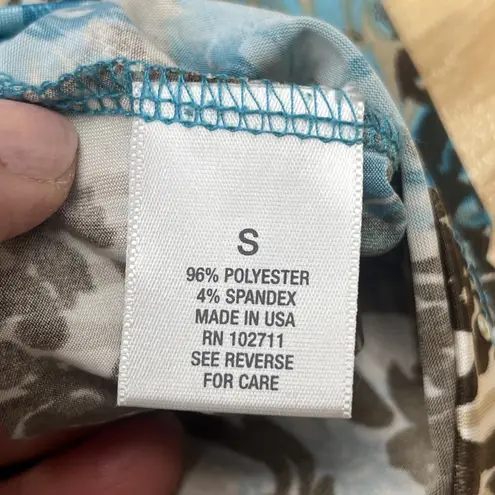 S
96% POLYESTER
4% SPANDEX
MADE IN USA
RN 102711
SEE REVERSE
FOR CARE